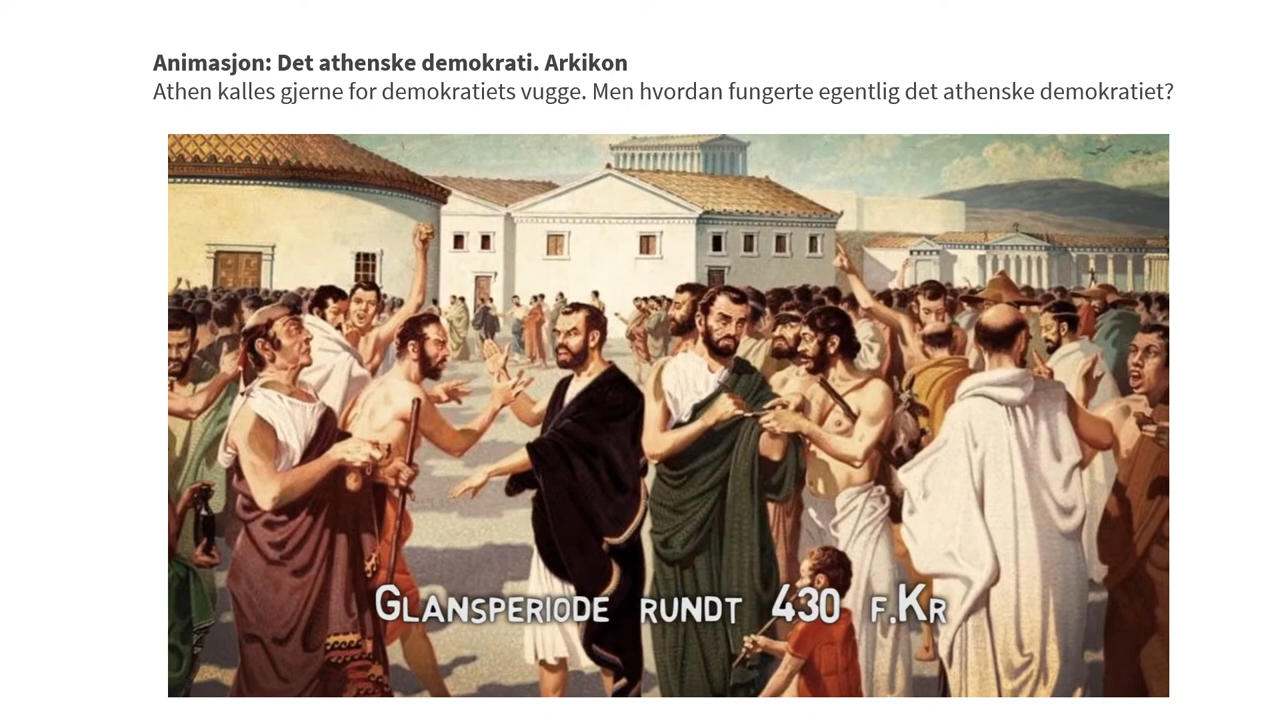 Animasjon: Det athenske demokrati. Arkikon
Athen kalles gjerne for demokratiets vugge. Men hvordan fungerte egentlig det athenske demokratiet?
Glansperiode rundt 430 f.Kr